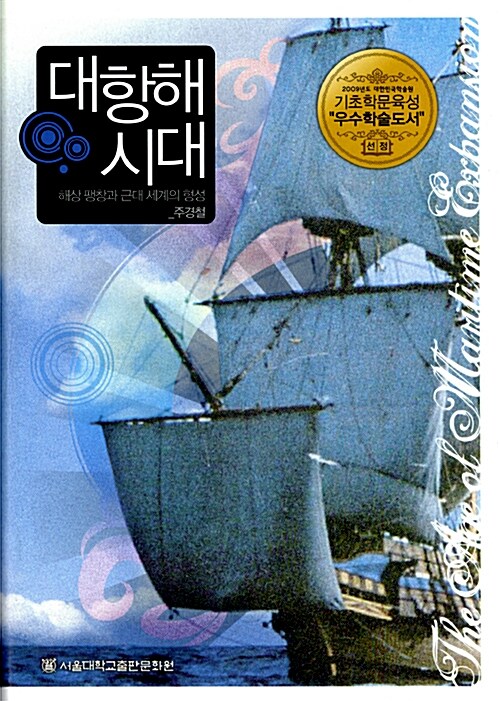 대항해
시대
해상 팽창과 근대 세계의 형성
_주경철
2009년도 대한민국학술원
기초학문육성
"우수학술도서"
선정
The Age of Maritime Expansion
서울대학교출판문화원